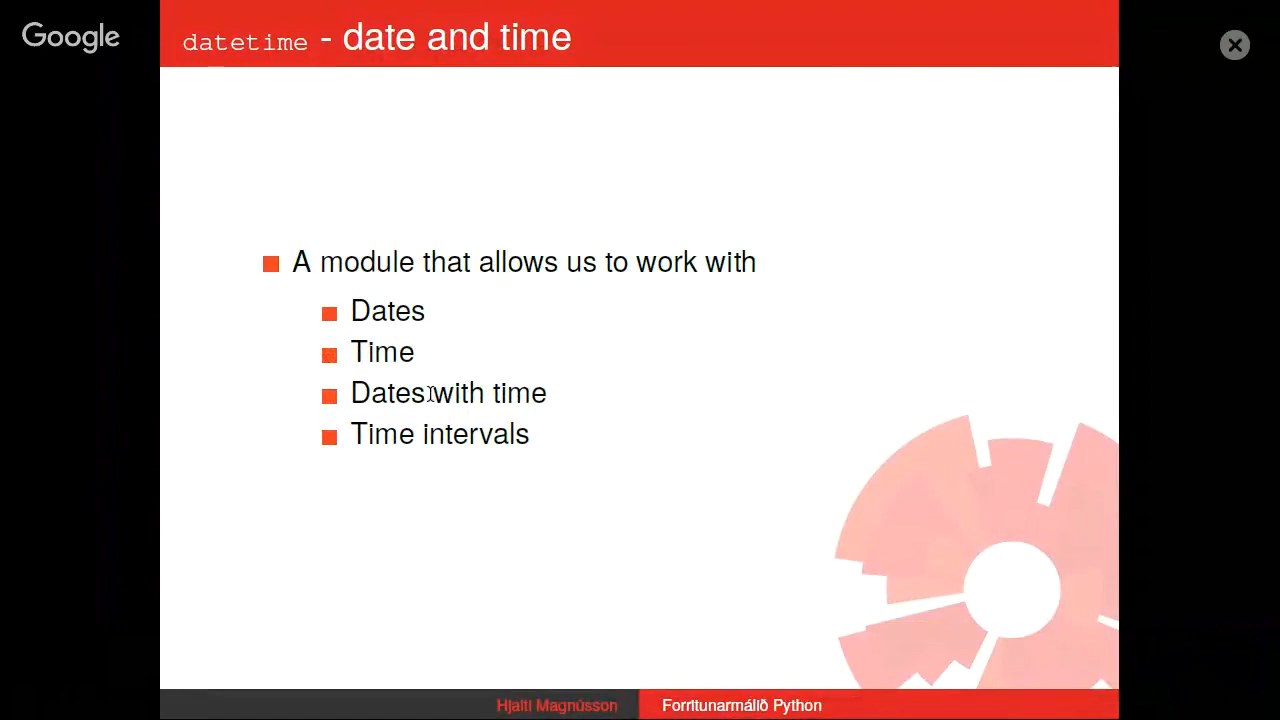 Google
datetime - date and time
A module that allows us to work with
Dates
Time
Dates with time
Time intervals
Hjalti Magnússon
Forritunarmálið Python